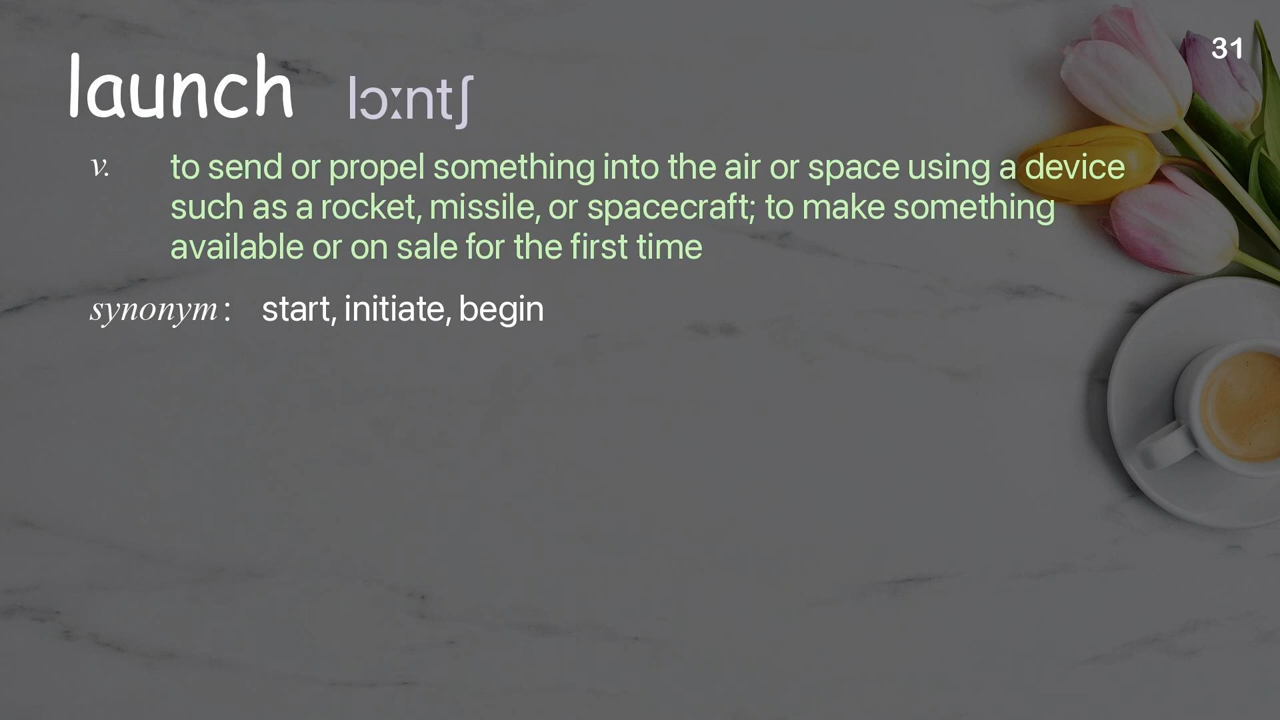 31
launch lɔːntʃ
v. to send or propel something into the air or space using a device
such as a rocket, missile, or spacecraft; to make something
available or on sale for the first time
synonym : start, initiate, begin